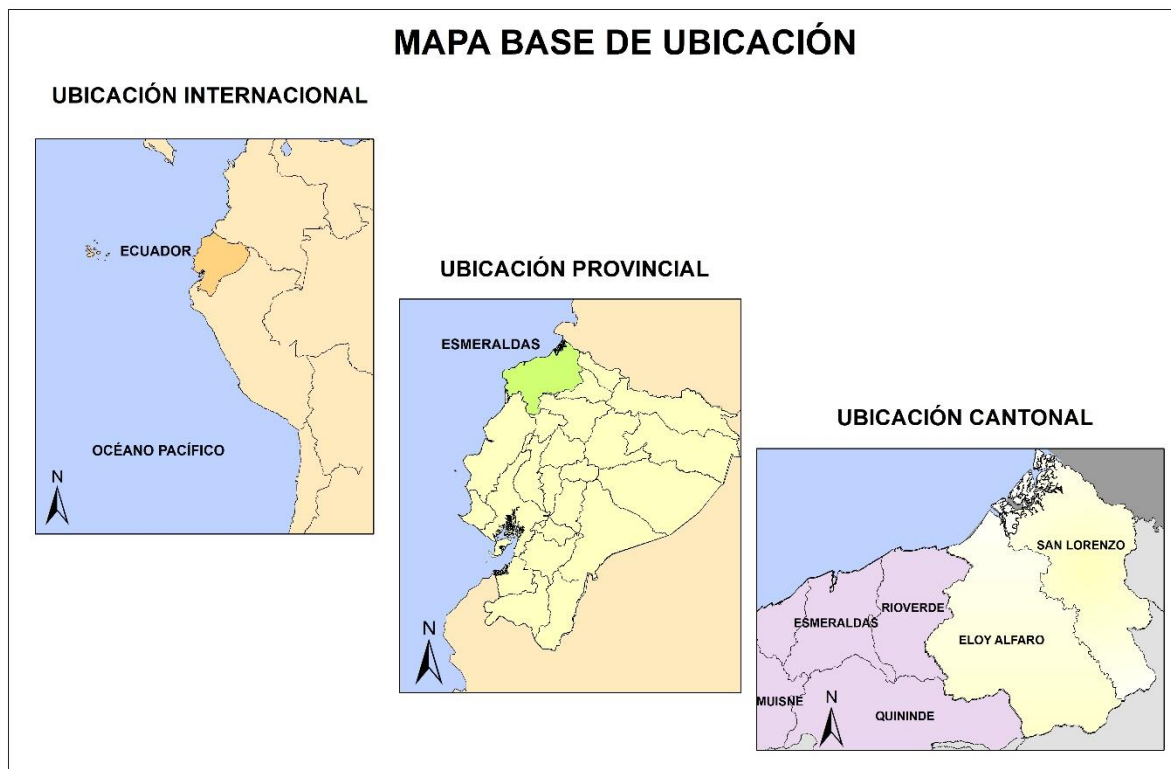 MAPA BASE DE UBICACIÓN
UBICACIÓN INTERNACIONAL
ECUADOR
OCÉANO PACÍFICO
N
UBICACIÓN PROVINCIAL
ESMERALDAS
N
UBICACIÓN CANTONAL
SAN LORENZO
RIOVERDE
ESMERALDAS
ELOY ALFARO
MUISNE
N
QUININDE